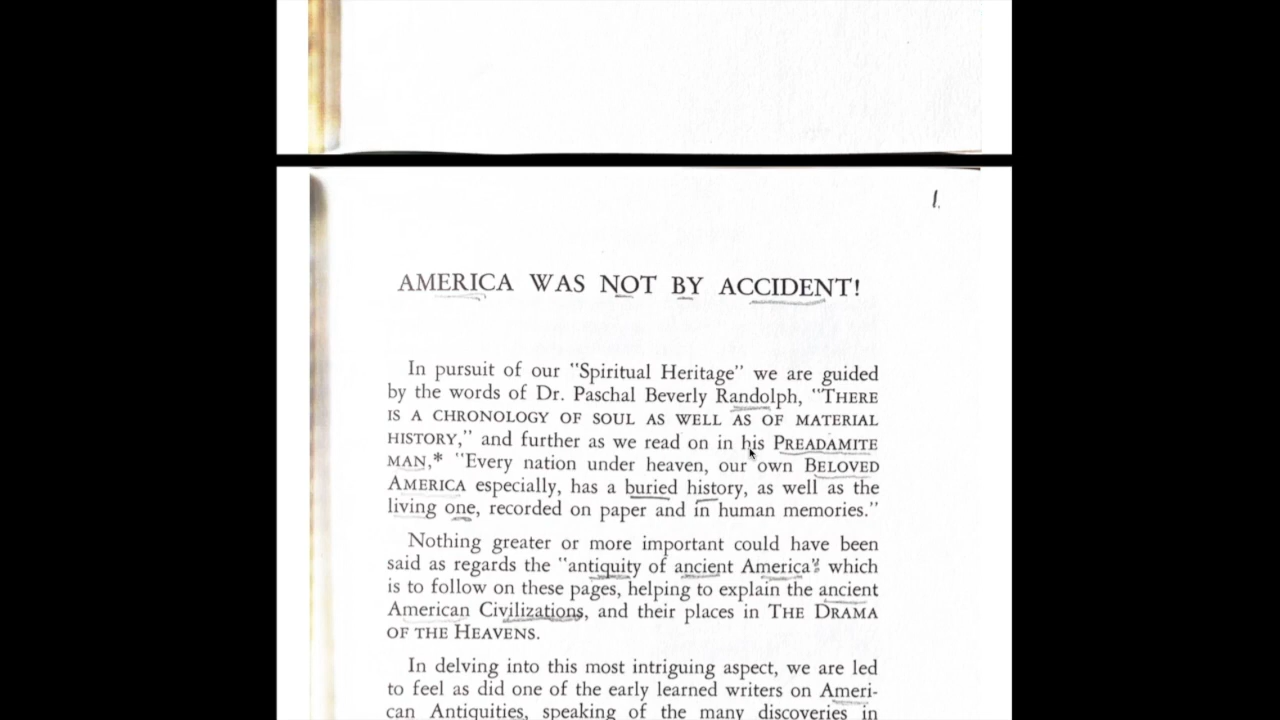 1.
AMERICA WAS NOT BY ACCIDENT!
In pursuit of our "Spiritual Heritage" we are guided
by the words of Dr. Paschal Beverly Randolph, "THERE
IS A CHRONOLOGY OF SOUL AS WELL AS OF MATERIAL
HISTORY," and further as we read on in his PREADAMITE
MAN,* "Every nation under heaven, our own BELOVED
AMERICA especially, has a buried history, as well as the
living one, recorded on paper and in human memories."
Nothing greater or more important could have been
said as regards the "antiquity of ancient America" which
is to follow on these pages, helping to explain the ancient
American Civilizations, and their places in THE DRAMA
OF THE HEAVENS.
In delving into this most intriguing aspect, we are led
to feel as did one of the early learned writers on Ameri-
can Antiquities, speaking of the many discoveries in